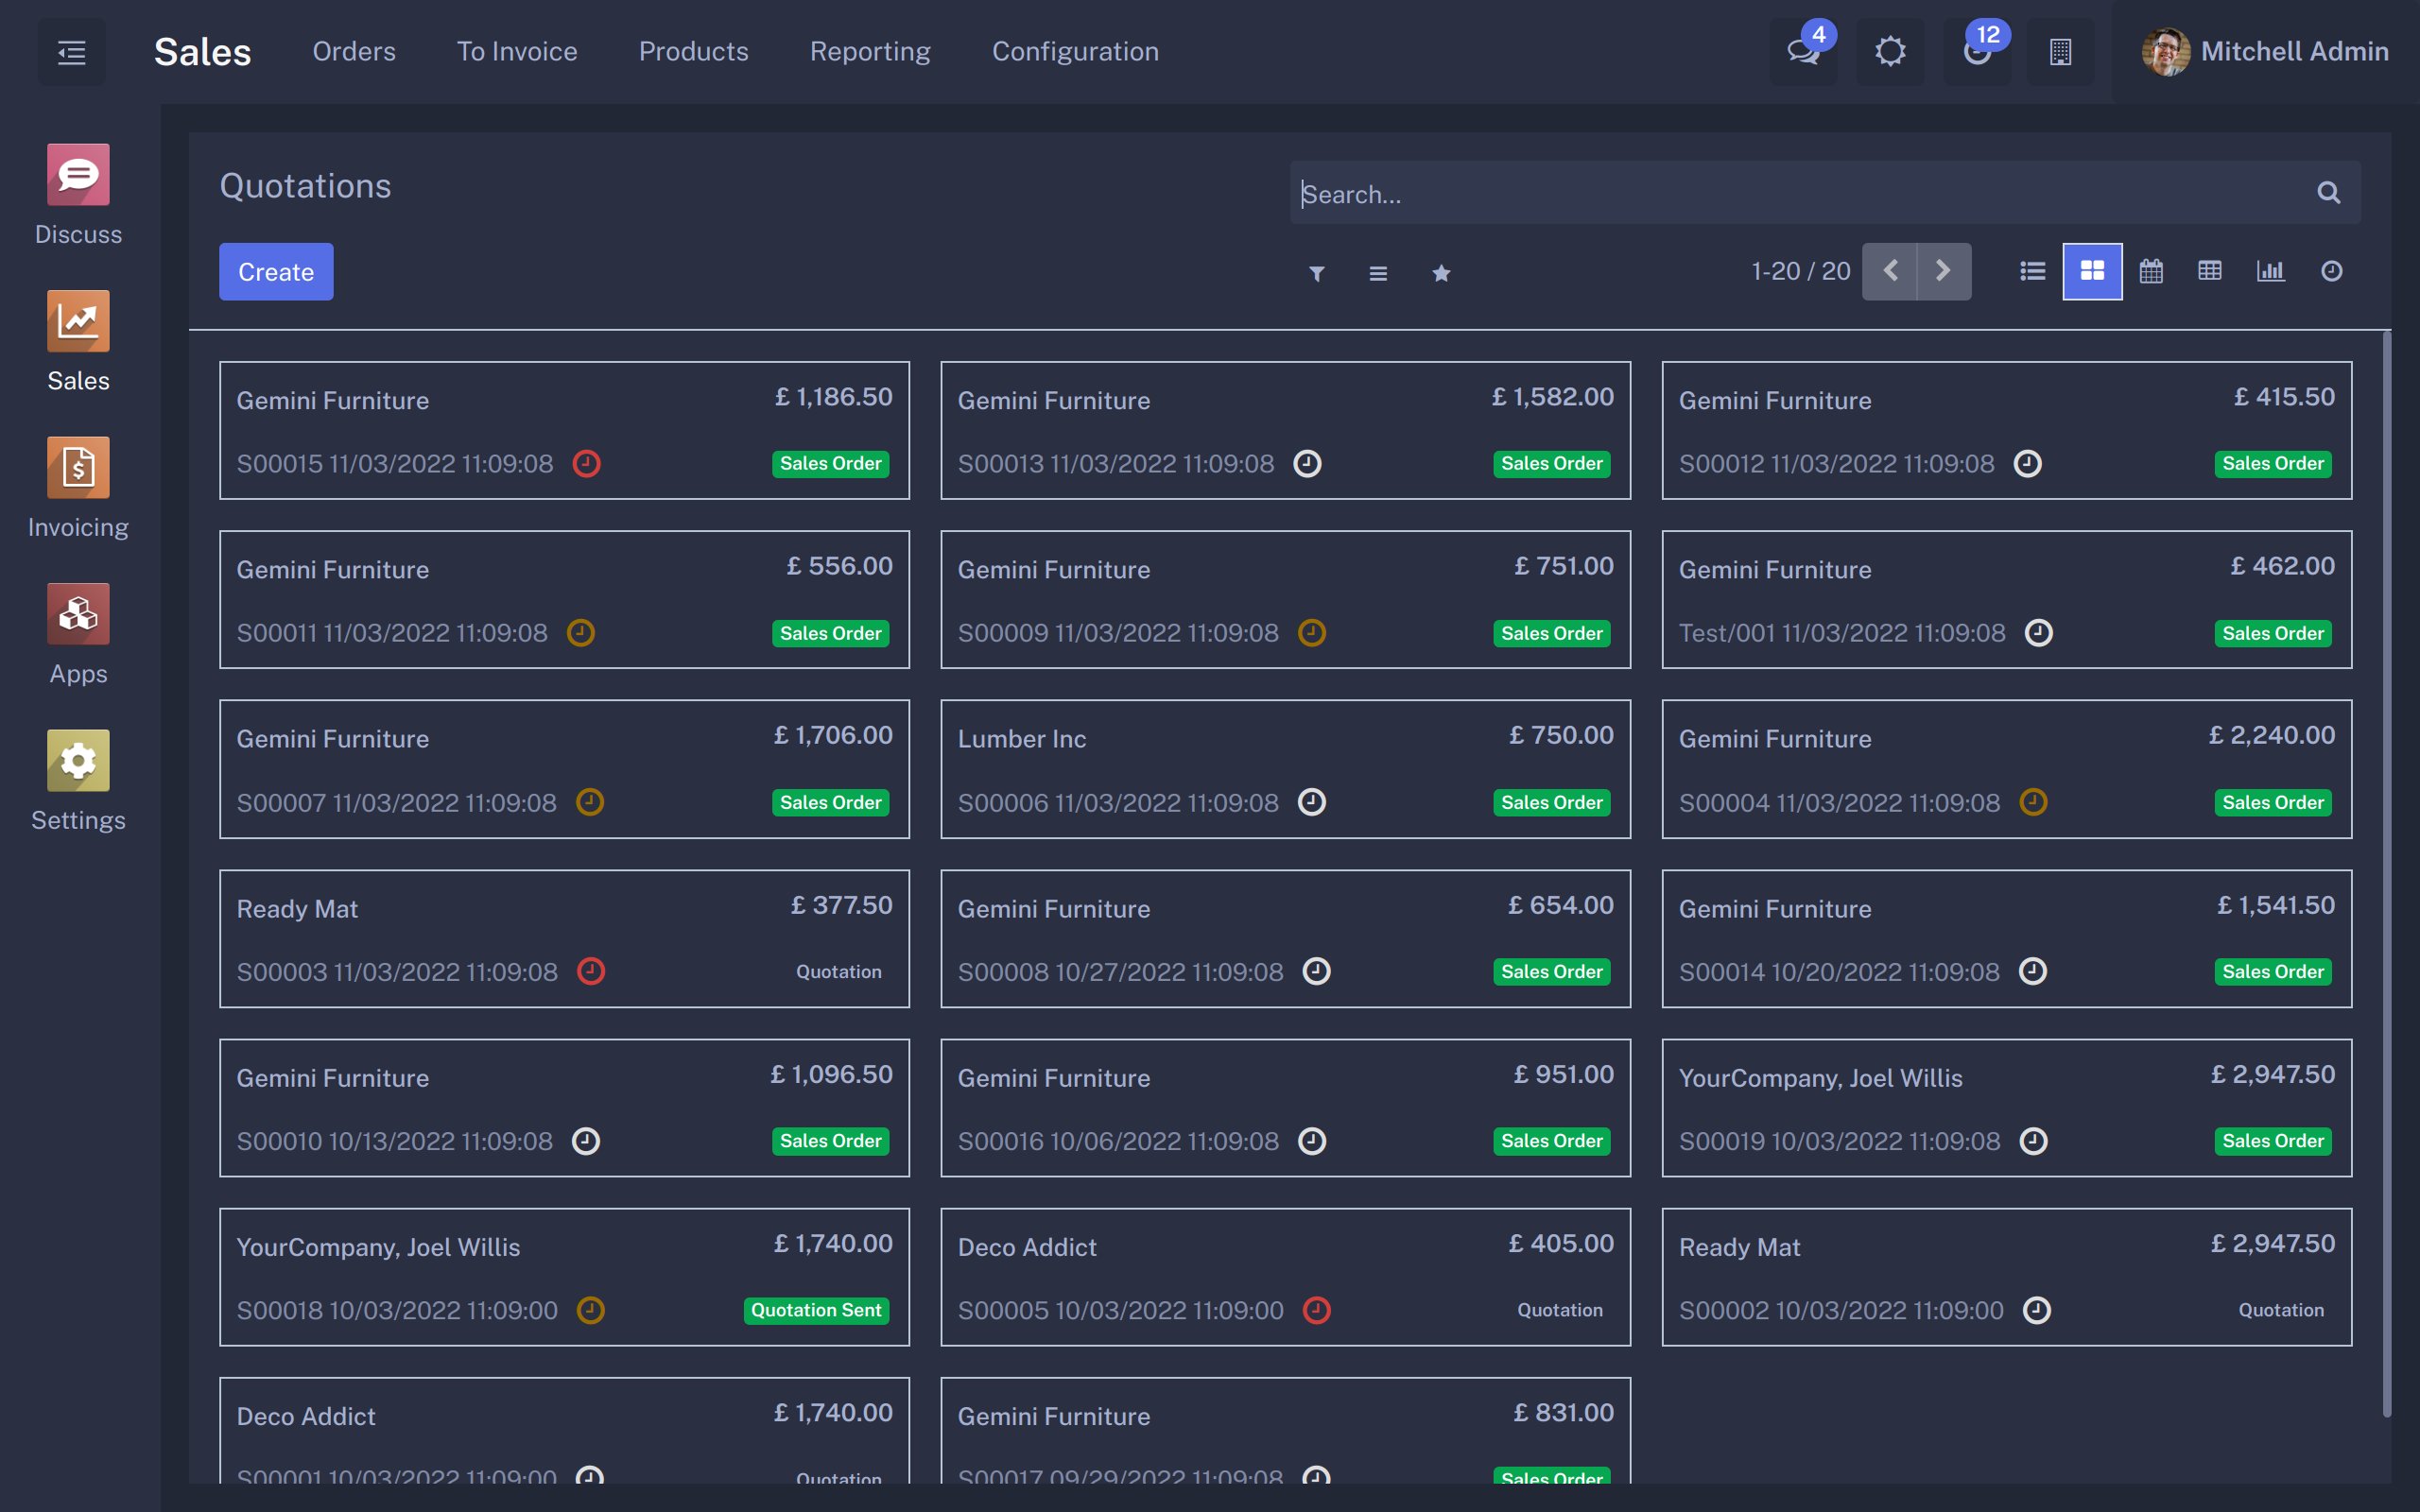 Sales
Orders
To Invoice
Products
Reporting
Configuration
4
12
Mitchell Admin
Discuss
Sales
Invoicing
Apps
Settings
Quotations
Search...
Create
1-20 / 20
Gemini Furniture
£ 1,186.50
S00015 11/03/2022 11:09:08
Sales Order
Gemini Furniture
£ 1,582.00
S00013 11/03/2022 11:09:08
Sales Order
Gemini Furniture
£ 415.50
S00012 11/03/2022 11:09:08
Sales Order
Gemini Furniture
£ 556.00
S00011 11/03/2022 11:09:08
Sales Order
Gemini Furniture
£ 751.00
S00009 11/03/2022 11:09:08
Sales Order
Gemini Furniture
£ 462.00
Test/001 11/03/2022 11:09:08
Sales Order
Gemini Furniture
£ 1,706.00
S00007 11/03/2022 11:09:08
Sales Order
Lumber Inc
£ 750.00
S00006 11/03/2022 11:09:08
Sales Order
Gemini Furniture
£ 2,240.00
S00004 11/03/2022 11:09:08
Sales Order
Ready Mat
£ 377.50
S00003 11/03/2022 11:09:08
Quotation
Gemini Furniture
£ 654.00
S00008 10/27/2022 11:09:08
Sales Order
Gemini Furniture
£ 1,541.50
S00014 10/20/2022 11:09:08
Sales Order
Gemini Furniture
£ 1,096.50
S00010 10/13/2022 11:09:08
Sales Order
Gemini Furniture
£ 951.00
S00016 10/06/2022 11:09:08
Sales Order
YourCompany, Joel Willis
£ 2,947.50
S00019 10/03/2022 11:09:08
Sales Order
YourCompany, Joel Willis
£ 1,740.00
S00018 10/03/2022 11:09:00
Quotation Sent
Deco Addict
£ 405.00
S00005 10/03/2022 11:09:00
Quotation
Ready Mat
£ 2,947.50
S00002 10/03/2022 11:09:00
Quotation
Deco Addict
£ 1,740.00
S00001 10/03/2022 11:09:00
Quotation
Gemini Furniture
£ 831.00
S00017 09/29/2022 11:09:08
Sales Order